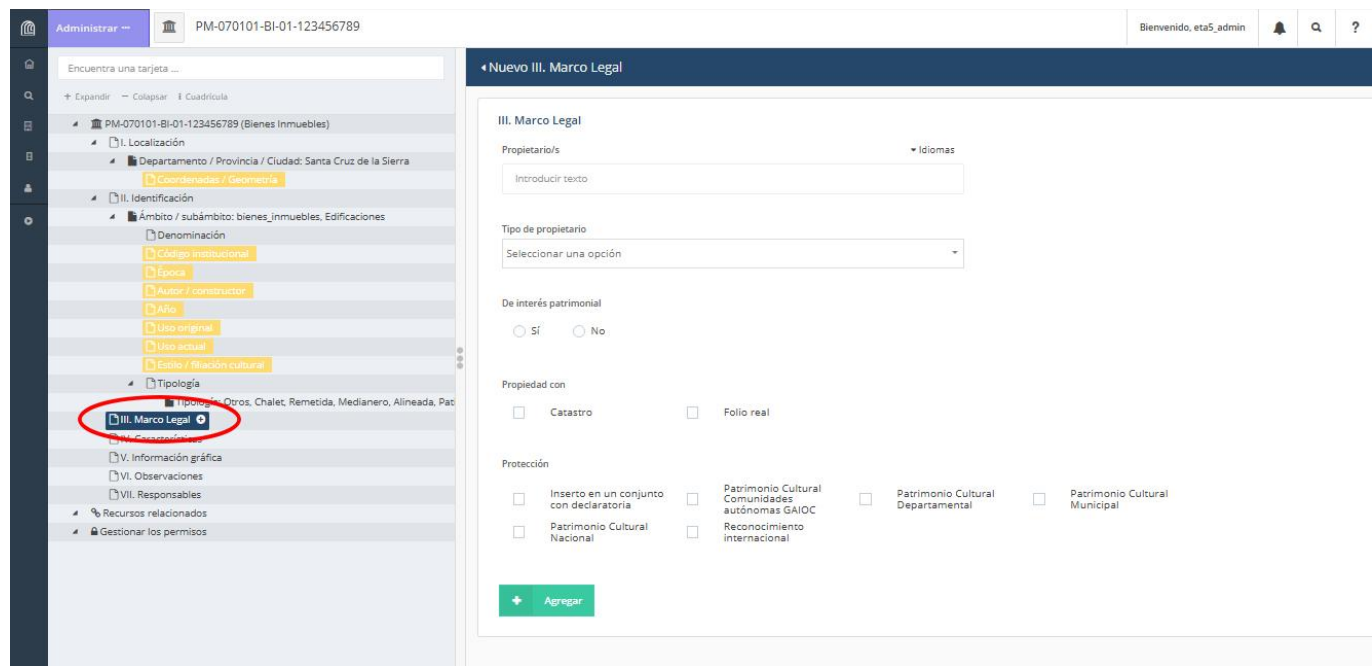 Administrar ···
PM-070101-BI-01-123456789
Bienvenido, eta5_admin
?
Encuentra una tarjeta ...
+ Expandir − Colapsar Cuadrícula
PM-070101-BI-01-123456789 (Bienes Inmuebles)
I. Localización
Departamento / Provincia / Ciudad: Santa Cruz de la Sierra
Coordenadas / Geometría
II. Identificación
Ámbito / subámbito: bienes_inmuebles, Edificaciones
Denominación
Código institucional
Época
Autor / constructor
Año
Uso original
Uso actual
Estilo / filiación cultural
Tipología
Tipología: Otros, Chalet, Remetida, Medianero, Alineada, Pat
III. Marco Legal
IV. Características
V. Información gráfica
VI. Observaciones
VII. Responsables
Recursos relacionados
Gestionar los permisos
Nuevo III. Marco Legal
III. Marco Legal
Propietario/s
Idiomas
Introducir texto
Tipo de propietario
Seleccionar una opción
De interés patrimonial
Sí No
Propiedad con
Catastro Folio real
Protección
Inserto en un conjunto
con declaratoria
Patrimonio Cultural
Comunidades
autónomas GAIOC
Patrimonio Cultural
Departamental
Patrimonio Cultural
Municipal
Patrimonio Cultural
Nacional
Reconocimiento
internacional
+ Agregar